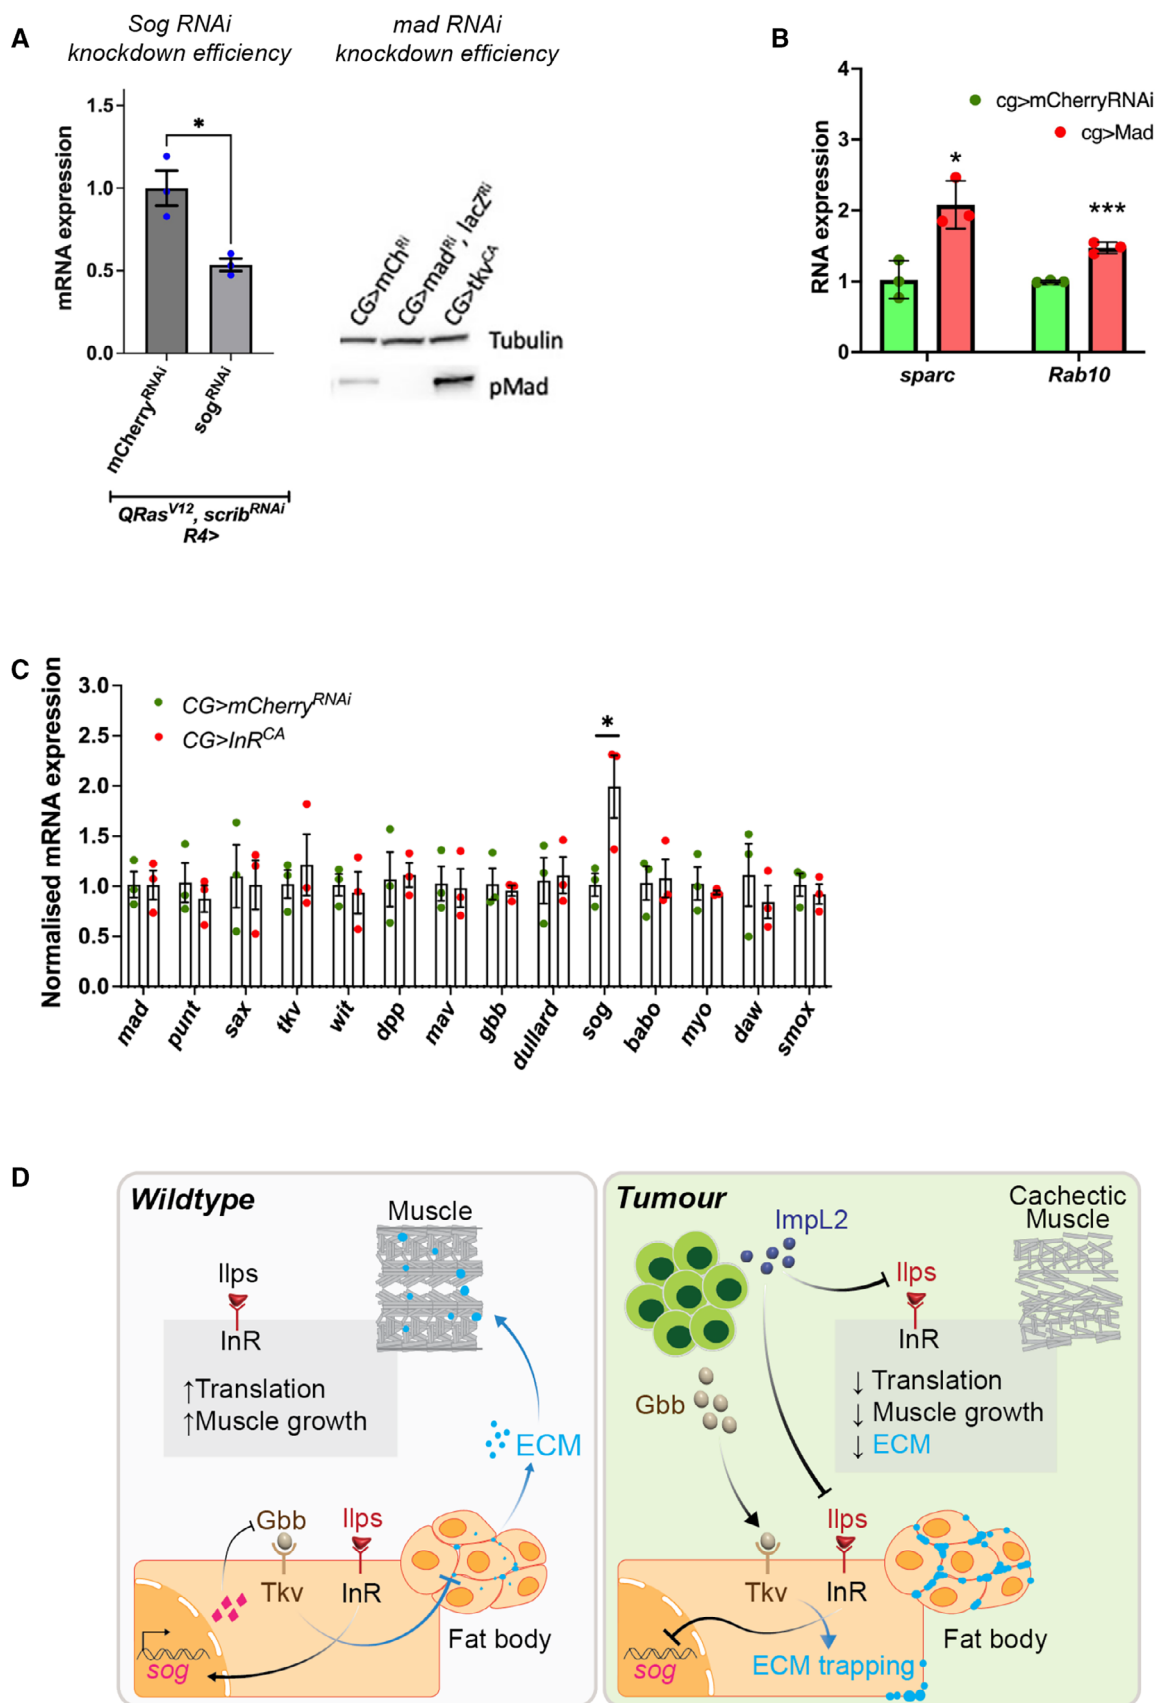 A
Sog RNAi
knockdown efficiency
mad RNAi
knockdown efficiency
mRNA expression
1.5
1.0
0.5
0.0
*
mCherryRNAi
sogRNAi
QRasV12, scribRNAi
R4>
CG>mChRi
CG>madRi, lacZRi
CG>tkvCA
Tubulin
pMad
B
RNA expression
4
3
2
1
0
cg>mCherryRNAi
cg>Mad
*
***
sparc
Rab10
C
Normalised mRNA expression
3.0
2.5
2.0
1.5
1.0
0.5
0.0
CG>mCherryRNAi
CG>InRCA
*
mad
punt
sax
tkv
wit
dpp
mav
gbb
dullard
sog
babo
myo
daw
smox
D
Wildtype
Muscle
Ilps
InR
↑Translation
↑Muscle growth
ECM
Gbb
Ilps
Tkv
InR
sog
Fat body
Tumour
ImpL2
Cachectic
Muscle
Ilps
InR
↓ Translation
↓ Muscle growth
↓ ECM
Gbb
Ilps
Tkv
InR
sog
ECM trapping
Fat body